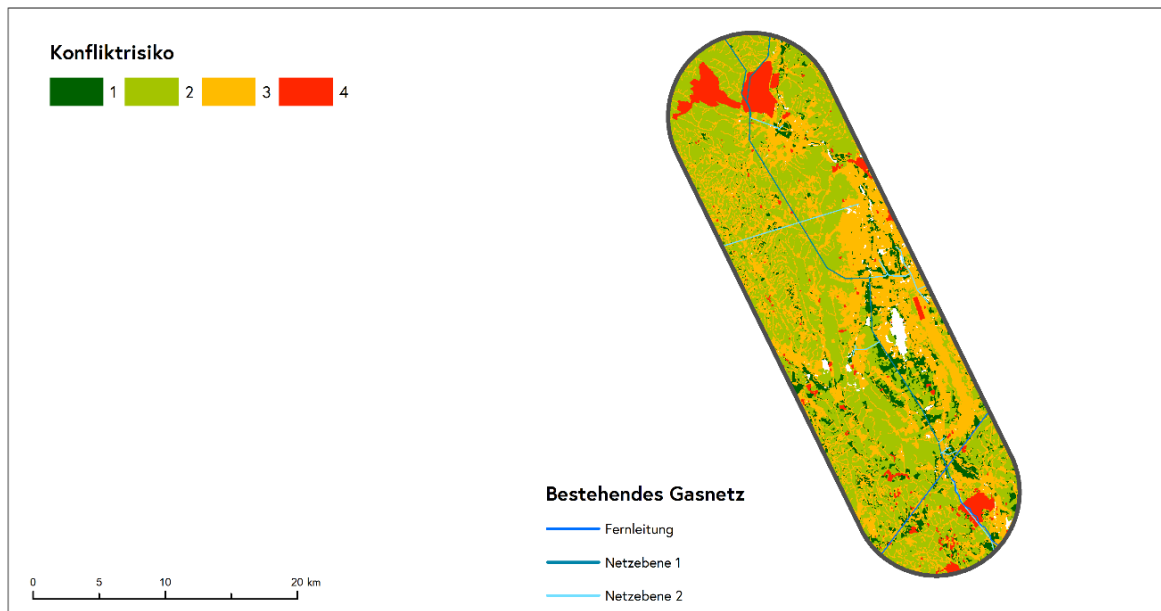 Konfliktrisiko
1 2 3 4
Bestehendes Gasnetz
Fernleitung
Netzebene 1
Netzebene 2
0 5 10 20 km